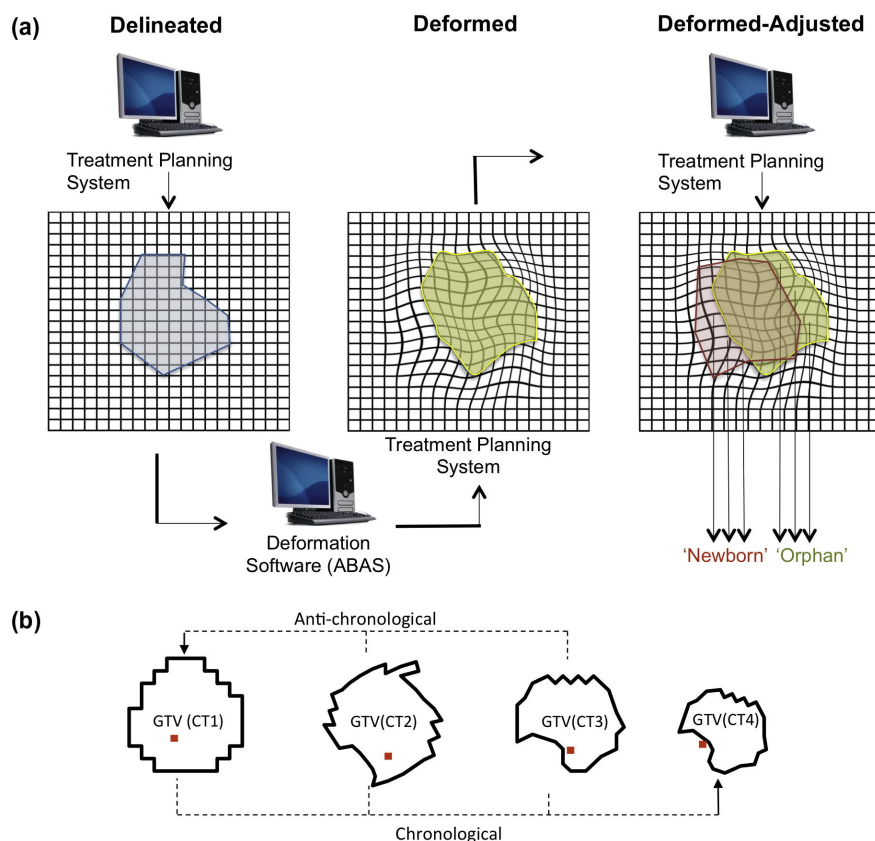 (a)
Delineated
Deformed
Deformed-Adjusted
Treatment Planning
System
Treatment Planning
System
Treatment Planning
System
Deformation
Software (ABAS)
‘Newborn’ ‘Orphan’
(b)
Anti-chronological
GTV (CT1)
GTV(CT2)
GTV(CT3)
GTV(CT4)
Chronological